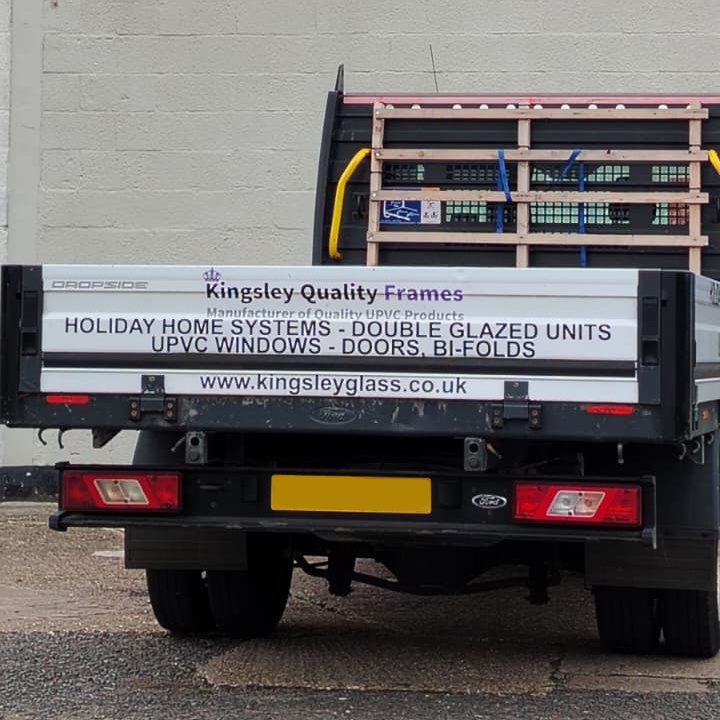 DROPSIDE
Kingsley Quality Frames
Manufacturer of Quality UPVC Products
HOLIDAY HOME SYSTEMS - DOUBLE GLAZED UNITS
UPVC WINDOWS - DOORS, BI-FOLDS
www.kingsleyglass.co.uk
Ford
Ford